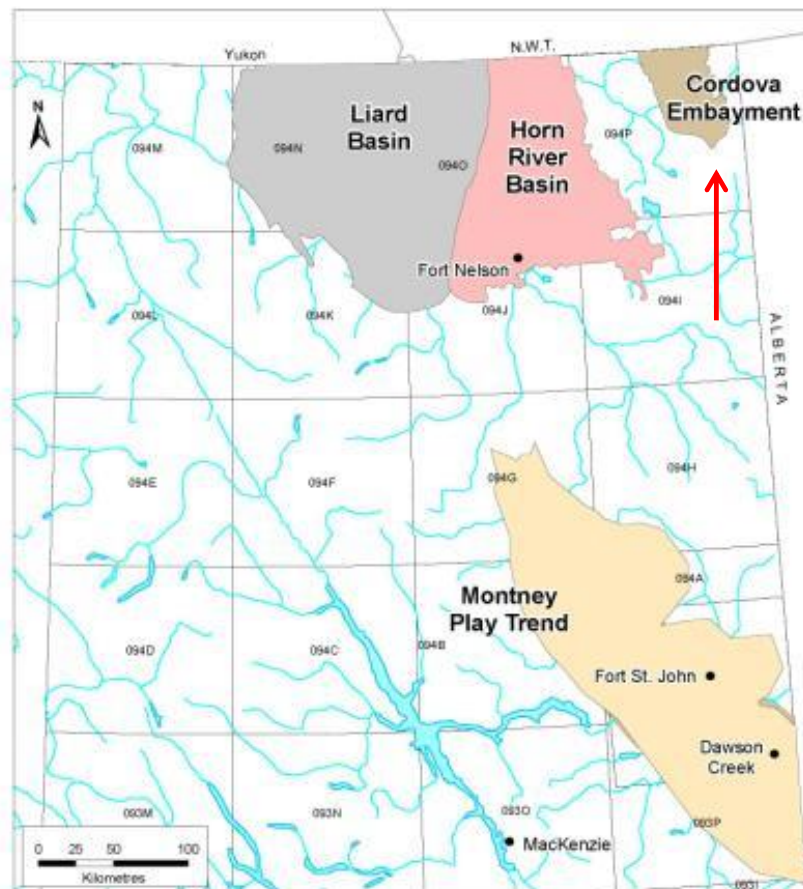 Yukon
N.W.T.
N
Liard
Basin
Horn
River
Basin
Cordova
Embayment
094M
094N
094O
094P
Fort Nelson
094L
094K
094J
094I
ALBERTA
094E
094F
094G
094H
Montney
Play Trend
094A
094D
094C
094B
Fort St. John
Dawson
Creek
093M
093N
093O
093P
MacKenzie
0 25 50 100
Kilometres
093I